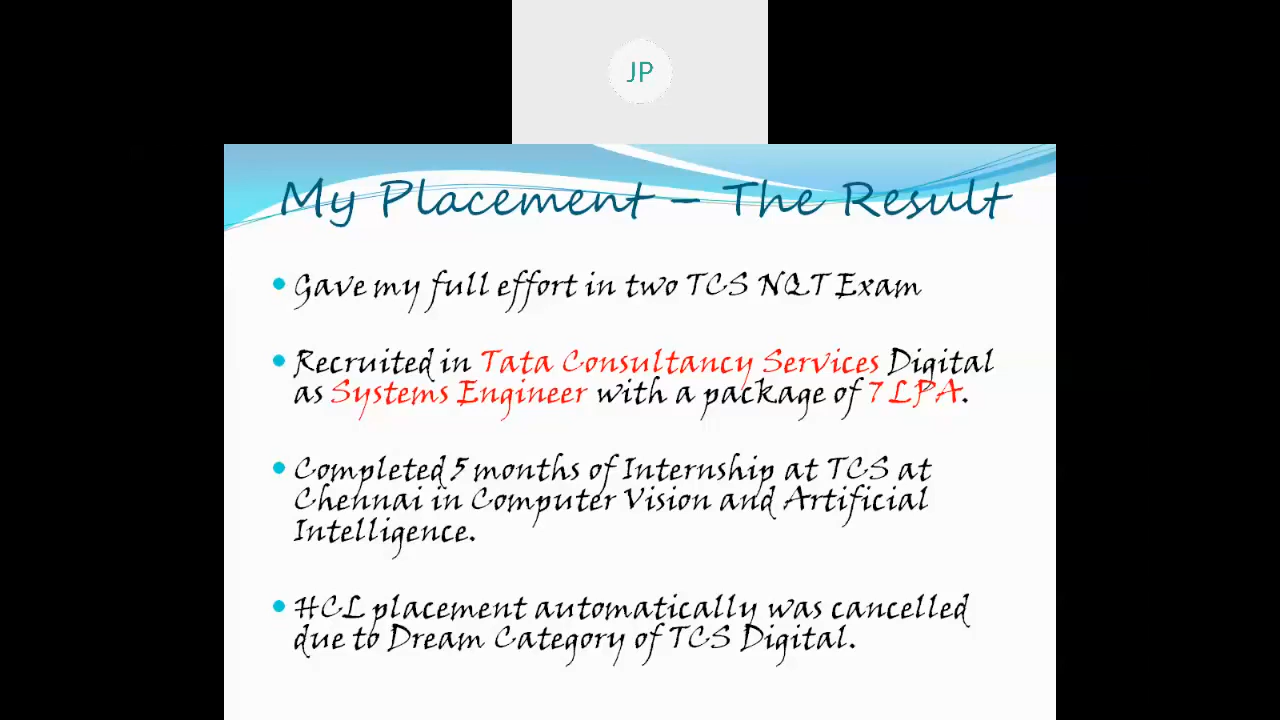 JP
My Placement – The Result
• Gave my full effort in two TCS NQT Exam
• Recruited in Tata Consultancy Services Digital
as Systems Engineer with a package of 7 LPA.
• Completed 5 months of Internship at TCS at
Chennai in Computer Vision and Artificial
Intelligence.
• HCL placement automatically was cancelled
due to Dream Category of TCS Digital.